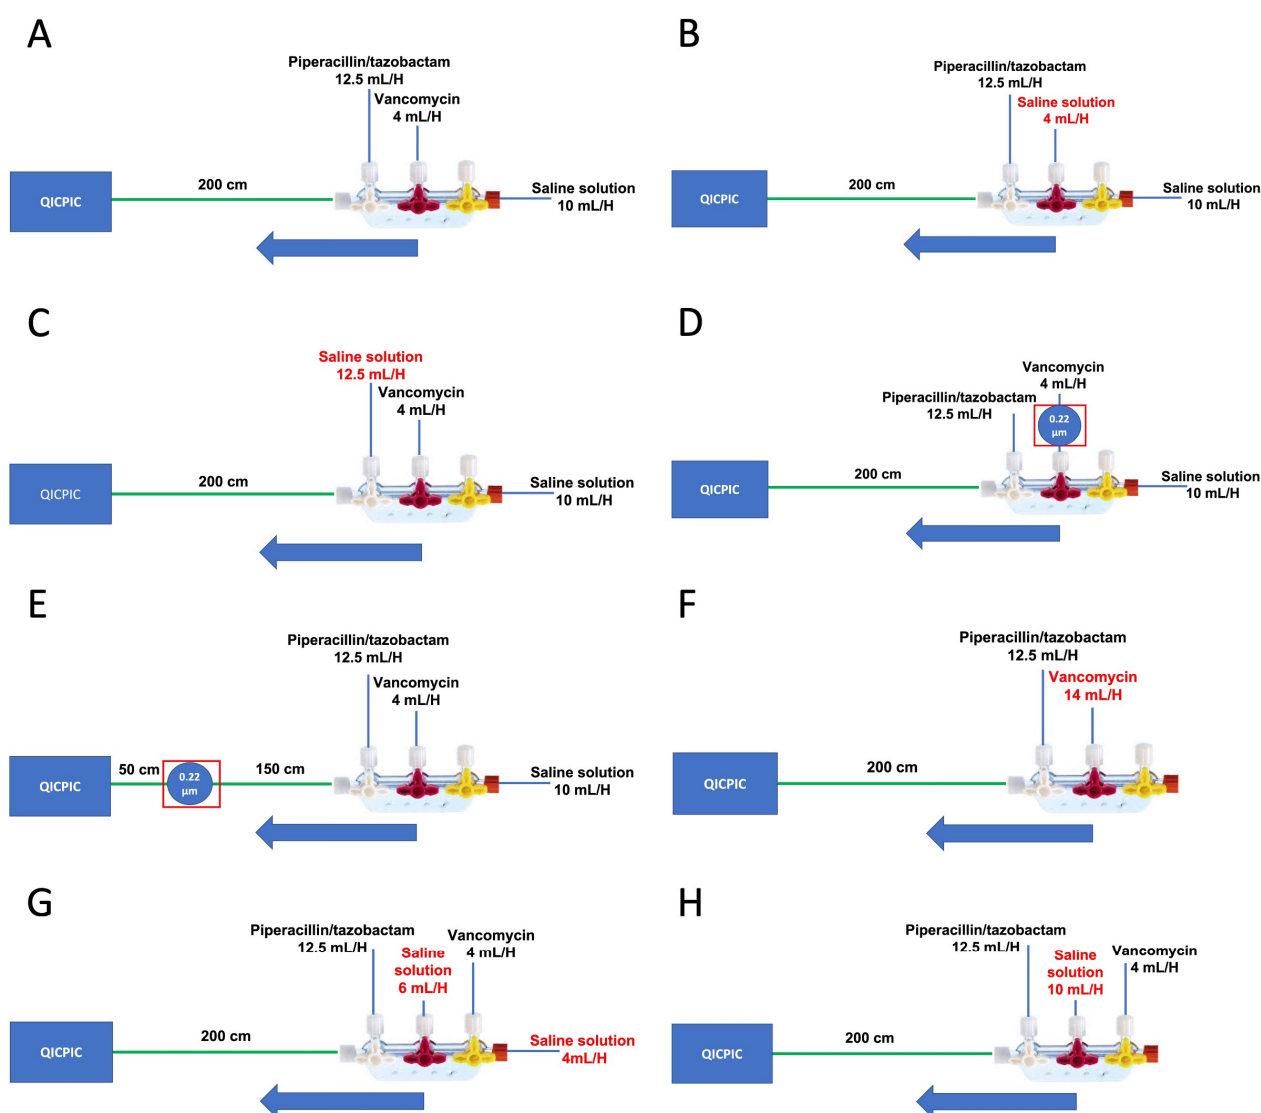 A
Piperacillin/tazobactam
12.5 mL/H
Vancomycin
4 mL/H
QICPIC
200 cm
Saline solution
10 mL/H
B
Piperacillin/tazobactam
12.5 mL/H
Saline solution
4 mL/H
QICPIC
200 cm
Saline solution
10 mL/H
C
Saline solution
12.5 mL/H
Vancomycin
4 mL/H
QICPIC
200 cm
Saline solution
10 mL/H
D
Vancomycin
4 mL/H
Piperacillin/tazobactam
12.5 mL/H
0.22
µm
QICPIC
200 cm
Saline solution
10 mL/H
E
Piperacillin/tazobactam
12.5 mL/H
Vancomycin
4 mL/H
QICPIC
50 cm
0.22
µm
150 cm
Saline solution
10 mL/H
F
Piperacillin/tazobactam
12.5 mL/H
Vancomycin
14 mL/H
QICPIC
200 cm
G
Piperacillin/tazobactam
12.5 mL/H
Saline
solution
6 mL/H
Vancomycin
4 mL/H
QICPIC
200 cm
Saline solution
4mL/H
H
Piperacillin/tazobactam
12.5 mL/H
Saline
solution
10 mL/H
Vancomycin
4 mL/H
QICPIC
200 cm